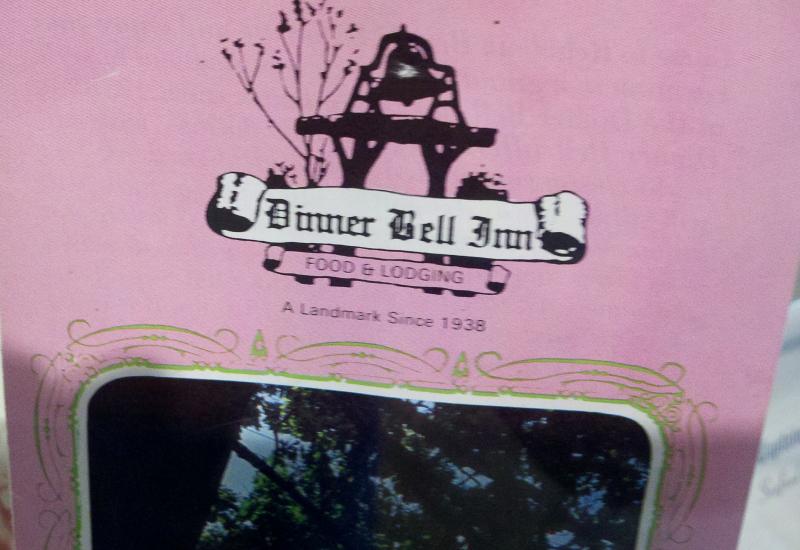 Dinner Bell Inn
FOOD & LODGING
A Landmark Since 1938